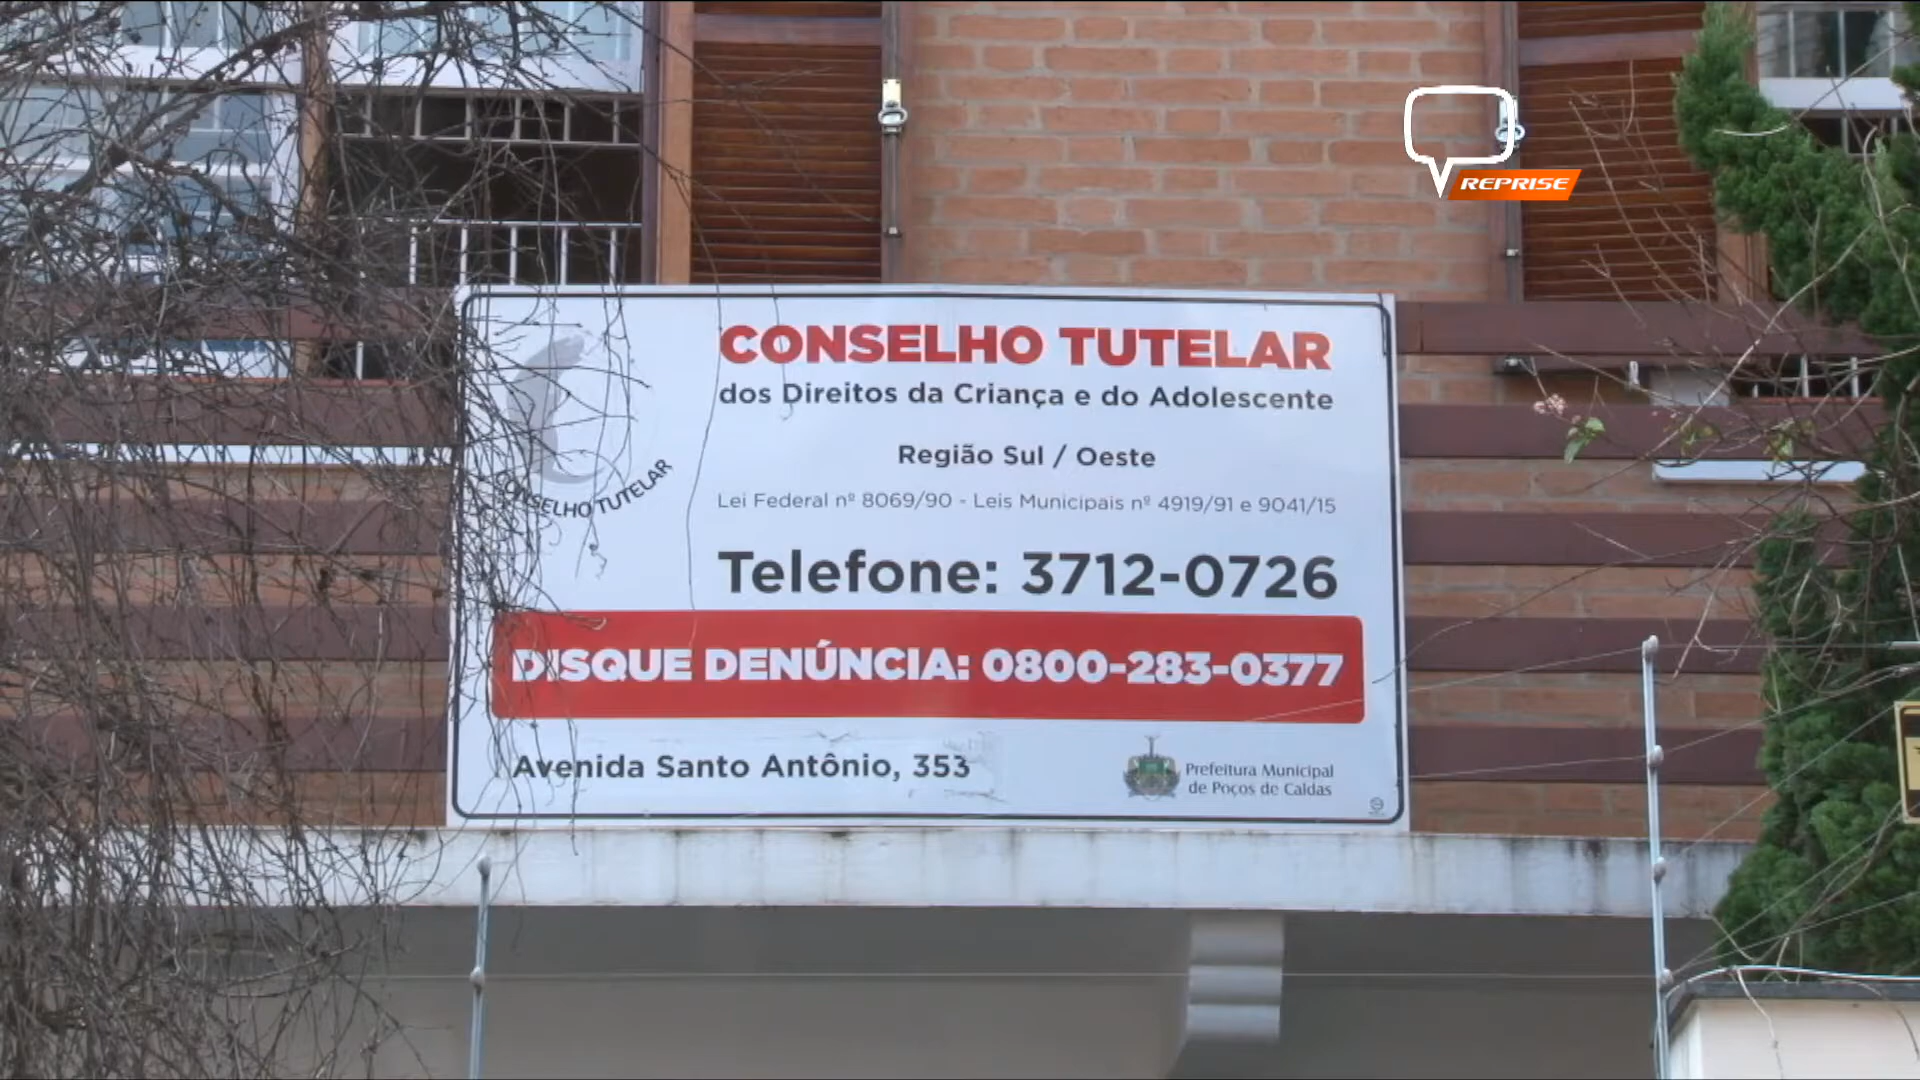 REPRISE
CONSELHO TUTELAR
dos Direitos da Criança e do Adolescente
Região Sul / Oeste
Lei Federal nº 8069/90 - Leis Municipais nº 4919/91 e 9041/15
CONSELHO TUTELAR
Telefone: 3712-0726
DISQUE DENÚNCIA: 0800-283-0377
Avenida Santo Antônio, 353
Prefeitura Municipal
de Poços de Caldas